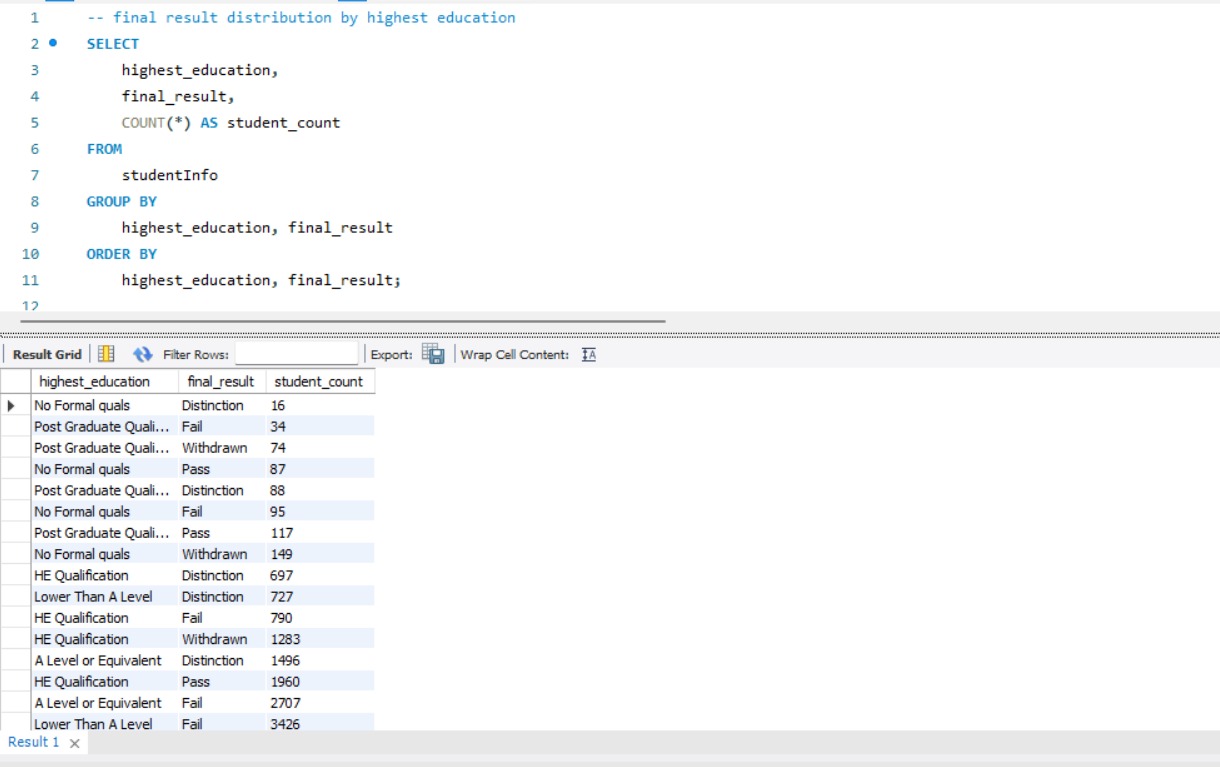 1 -- final result distribution by highest education
2 SELECT
3 highest_education,
4 final_result,
5 COUNT(*) AS student_count
6 FROM
7 studentInfo
8 GROUP BY
9 highest_education, final_result
10 ORDER BY
11 highest_education, final_result;
12
Result Grid Filter Rows: Export: Wrap Cell Content: IA
highest_education final_result student_count
No Formal quals Distinction 16
Post Graduate Quali... Fail 34
Post Graduate Quali... Withdrawn 74
No Formal quals Pass 87
Post Graduate Quali... Distinction 88
No Formal quals Fail 95
Post Graduate Quali... Pass 117
No Formal quals Withdrawn 149
HE Qualification Distinction 697
Lower Than A Level Distinction 727
HE Qualification Fail 790
HE Qualification Withdrawn 1283
A Level or Equivalent Distinction 1496
HE Qualification Pass 1960
A Level or Equivalent Fail 2707
Lower Than A Level Fail 3426
Result 1